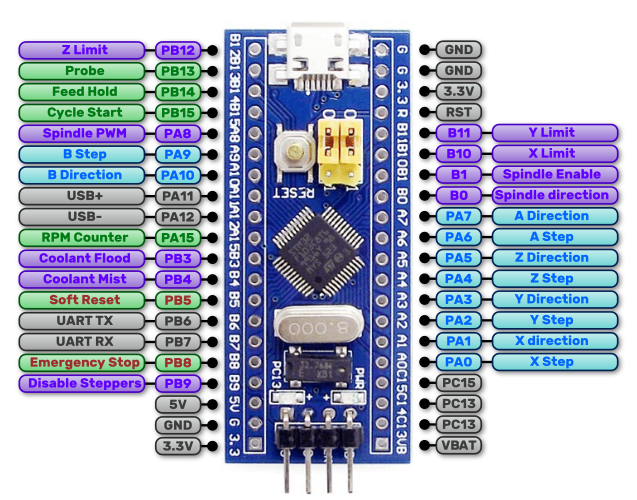 Z Limit PB12
Probe PB13
Feed Hold PB14
Cycle Start PB15
Spindle PWM PA8
B Step PA9
B Direction PA10
USB+ PA11
USB- PA12
RPM Counter PA15
Coolant Flood PB3
Coolant Mist PB4
Soft Reset PB5
UART TX PB6
UART RX PB7
Emergency Stop PB8
Disable Steppers PB9
5V
GND
3.3V
GND
GND
3.3V
RST
B11 Y Limit
B10 X Limit
B1 Spindle Enable
B0 Spindle direction
PA7 A Direction
PA6 A Step
PA5 Z Direction
PA4 Z Step
PA3 Y Direction
PA2 Y Step
PA1 X direction
PA0 X Step
PC15
PC13
PC13
VBAT
RESET
8.000
PC13
PWR
B12
B13
B14
B15
A8
A9
A10
A11
A12
A15
B3
B4
B5
B6
B7
B8
B9
5V
G
3.3
G
G
3.3
R
B11
B10
B1
B0
A7
A6
A5
A4
A3
A2
A1
A0
C15
C14
C13
VB